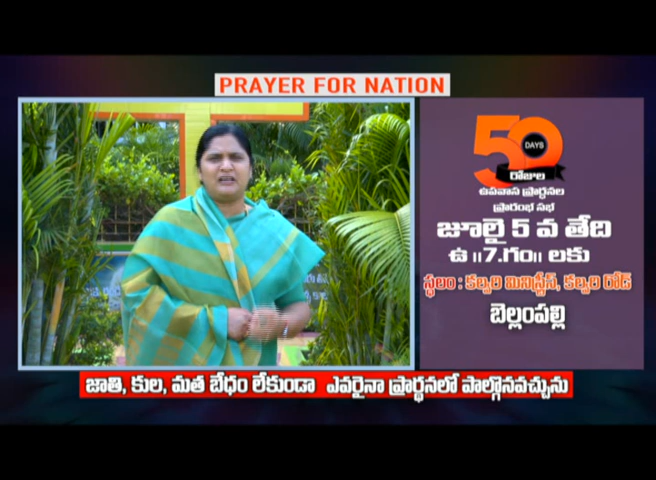 PRAYER FOR NATION
50
DAYS
రోజుల
ఉపవాస ప్రార్థనల
ప్రారంభ సభ
జూలై 5 వ తేది
ఉ ॥7.గం॥ లకు
స్థలం : కల్వరి మినిస్ట్రీస్, కల్వరి రోడ్
బెల్లంపల్లి
జాతి, కుల, మత బేధం లేకుండా ఎవరైనా ప్రార్థనలో పాల్గొనవచ్చును